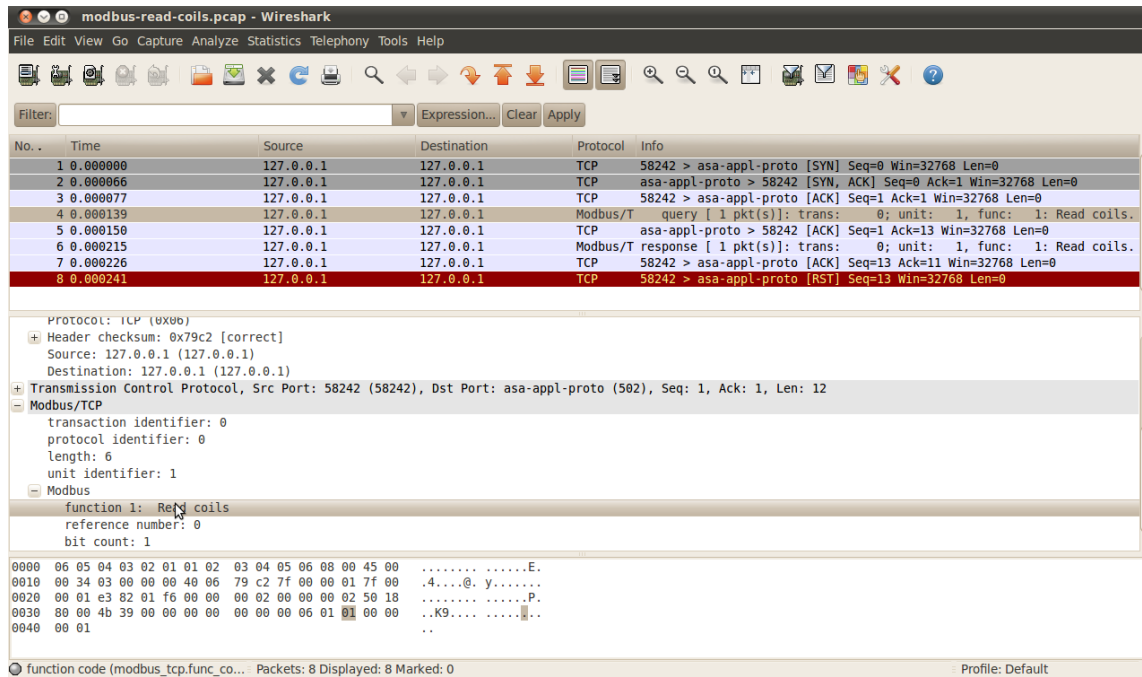 modbus-read-coils.pcap - Wireshark
File Edit View Go Capture Analyze Statistics Telephony Tools Help
Filter: Expression... Clear Apply
No. . Time Source Destination Protocol Info
1 0.000000 127.0.0.1 127.0.0.1 TCP 58242 > asa-appl-proto [SYN] Seq=0 Win=32768 Len=0
2 0.000066 127.0.0.1 127.0.0.1 TCP asa-appl-proto > 58242 [SYN, ACK] Seq=0 Ack=1 Win=32768 Len=0
3 0.000077 127.0.0.1 127.0.0.1 TCP 58242 > asa-appl-proto [ACK] Seq=1 Ack=1 Win=32768 Len=0
4 0.000139 127.0.0.1 127.0.0.1 Modbus/T query [ 1 pkt(s)]: trans: 0; unit: 1, func: 1: Read coils.
5 0.000150 127.0.0.1 127.0.0.1 TCP asa-appl-proto > 58242 [ACK] Seq=1 Ack=13 Win=32768 Len=0
6 0.000215 127.0.0.1 127.0.0.1 Modbus/T response [ 1 pkt(s)]: trans: 0; unit: 1, func: 1: Read coils.
7 0.000226 127.0.0.1 127.0.0.1 TCP 58242 > asa-appl-proto [ACK] Seq=13 Ack=11 Win=32768 Len=0
8 0.000241 127.0.0.1 127.0.0.1 TCP 58242 > asa-appl-proto [RST] Seq=13 Win=32768 Len=0
Protocol: TCP (0x06)
Header checksum: 0x79c2 [correct]
Source: 127.0.0.1 (127.0.0.1)
Destination: 127.0.0.1 (127.0.0.1)
Transmission Control Protocol, Src Port: 58242 (58242), Dst Port: asa-appl-proto (502), Seq: 1, Ack: 1, Len: 12
Modbus/TCP
transaction identifier: 0
protocol identifier: 0
length: 6
unit identifier: 1
Modbus
function 1: Read coils
reference number: 0
bit count: 1
0000 06 05 04 03 02 01 01 02 03 04 05 06 08 00 45 00 ........ ......E.
0010 00 34 03 00 00 00 40 06 79 c2 7f 00 00 01 7f 00 .4....@. y.......
0020 00 01 e3 82 01 f6 00 00 00 02 00 00 00 02 50 18 ........ ......P.
0030 80 00 4b 39 00 00 00 00 00 00 00 06 01 01 00 00 ..K9.... ........
0040 00 01 ..
function code (modbus_tcp.func_co... Packets: 8 Displayed: 8 Marked: 0 Profile: Default